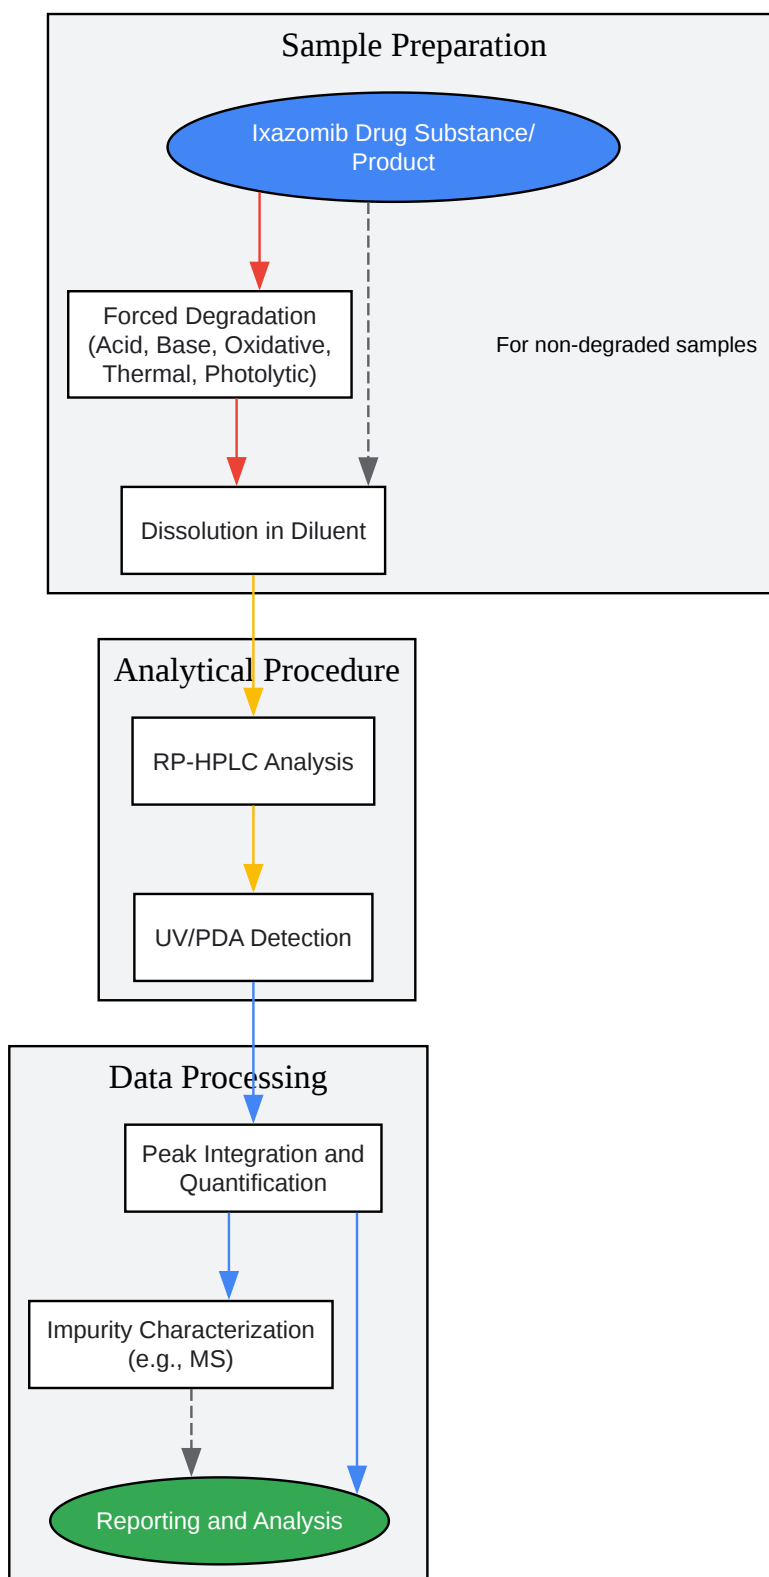 Sample Preparation
Ixazomib Drug Substance/
Product
Forced Degradation
(Acid, Base, Oxidative,
Thermal, Photolytic)
For non-degraded samples
Dissolution in Diluent
Analytical Procedure
RP-HPLC Analysis
UV/PDA Detection
Data Processing
Peak Integration and
Quantification
Impurity Characterization
(e.g., MS)
Reporting and Analysis